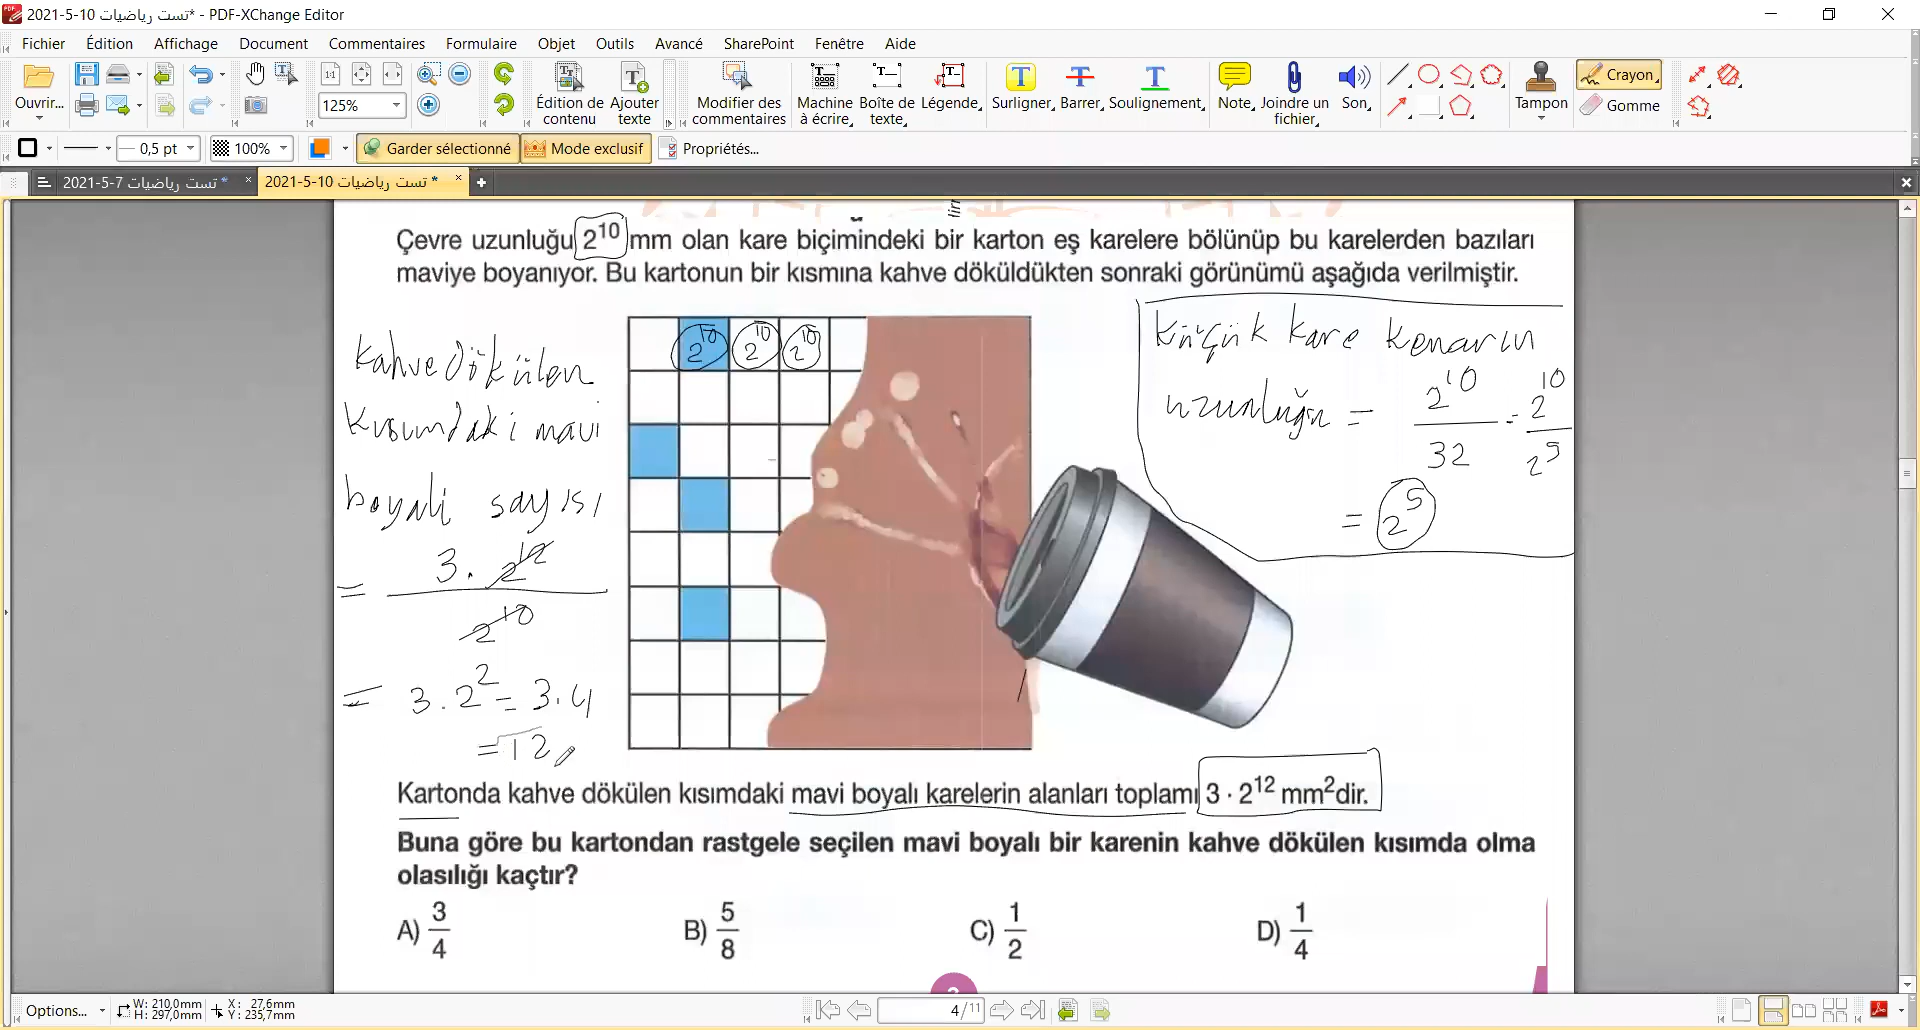 تست رياضيات 10-5-2021* - PDF-XChange Editor
Fichier Édition Affichage Document Commentaires Formulaire Objet Outils Avancé SharePoint Fenêtre Aide
Ouvrir...
125%
Édition de contenu
Ajouter texte
Modifier des commentaires
Machine à écrire
Boîte de texte
Légende
Surligner
Barrer
Soulignement
Note
Joindre un fichier
Son
Tampon
Crayon
Gomme
0,5 pt 100% Garder sélectionné Mode exclusif Propriétés...
تست رياضيات 7-5-2021 * × تست رياضيات 10-5-2021 * ×
Çevre uzunluğu 2¹⁰ mm olan kare biçimindeki bir karton eş karelere bölünüp bu karelerden bazıları
maviye boyanıyor. Bu kartonun bir kısmına kahve döküldükten sonraki görünümü aşağıda verilmiştir.
kahve dökülen
kısımdaki mavi
boyali sayısı
= 3.2¹² / 2¹⁰
= 3.2² = 3.4
= 12
2¹⁰ 2¹⁰ 2¹⁰
Küçük kare kenarın
uzunluğu = 2¹⁰/32 = 2¹⁰/2⁵
= 2⁵
Kartonda kahve dökülen kısımdaki mavi boyalı karelerin alanları toplamı 3 · 2¹² mm²dir.
Buna göre bu kartondan rastgele seçilen mavi boyalı bir karenin kahve dökülen kısımda olma
olasılığı kaçtır?
A) 3/4 B) 5/8 C) 1/2 D) 1/4
Options... W: 210,0mm H: 297,0mm X: 27,6mm Y: 235,7mm 4 / 11